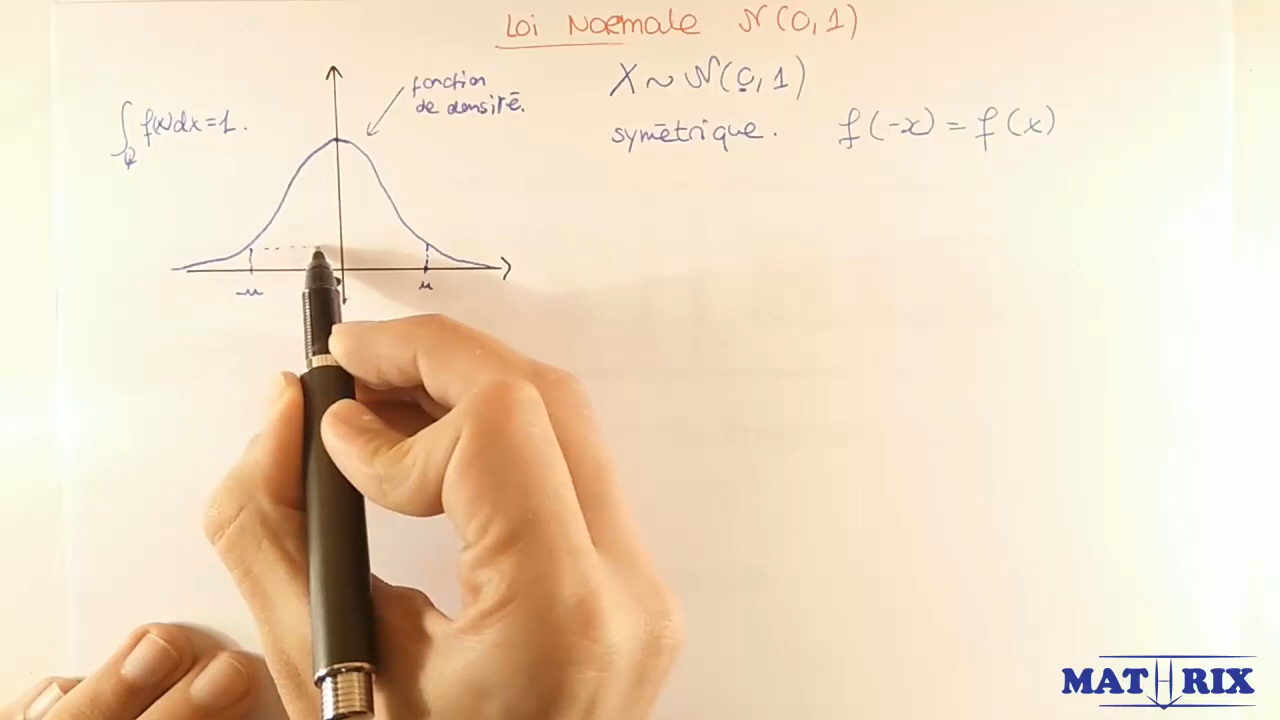 Loi Normale N(0,1)
fonction
de densité.
∫ℝ f(x)dx=1.
X ~ N(0,1)
symétrique. f(-x) = f(x)
-u u
MATHRIX